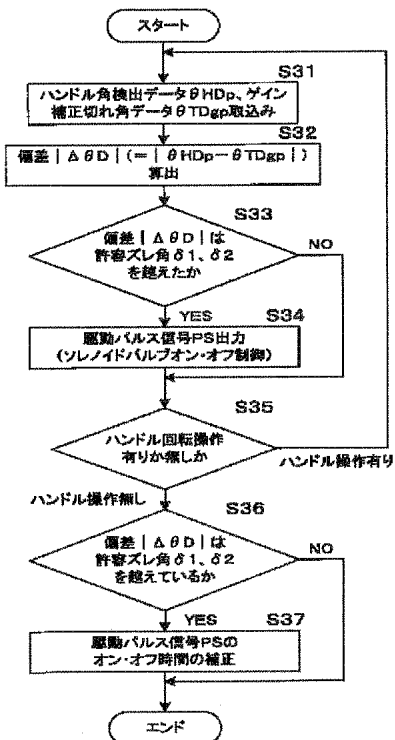 スタート
S31
ハンドル角検出データθHDp、ゲイン
補正切れ角データθTDgp取込み
S32
偏差|ΔθD|(=|θHDp−θTDgp|)
算出
S33
偏差|ΔθD|は
許容ズレ角δ1、δ2
を越えたか
NO
YES
S34
駆動パルス信号PS出力
(ソレノイドバルブオン・オフ制御)
S35
ハンドル回転操作
有りか無しか
ハンドル操作有り
ハンドル操作無し
S36
偏差|ΔθD|は
許容ズレ角δ1、δ2
を越えているか
NO
YES
S37
駆動パルス信号PSの
オン・オフ時間の補正
エンド